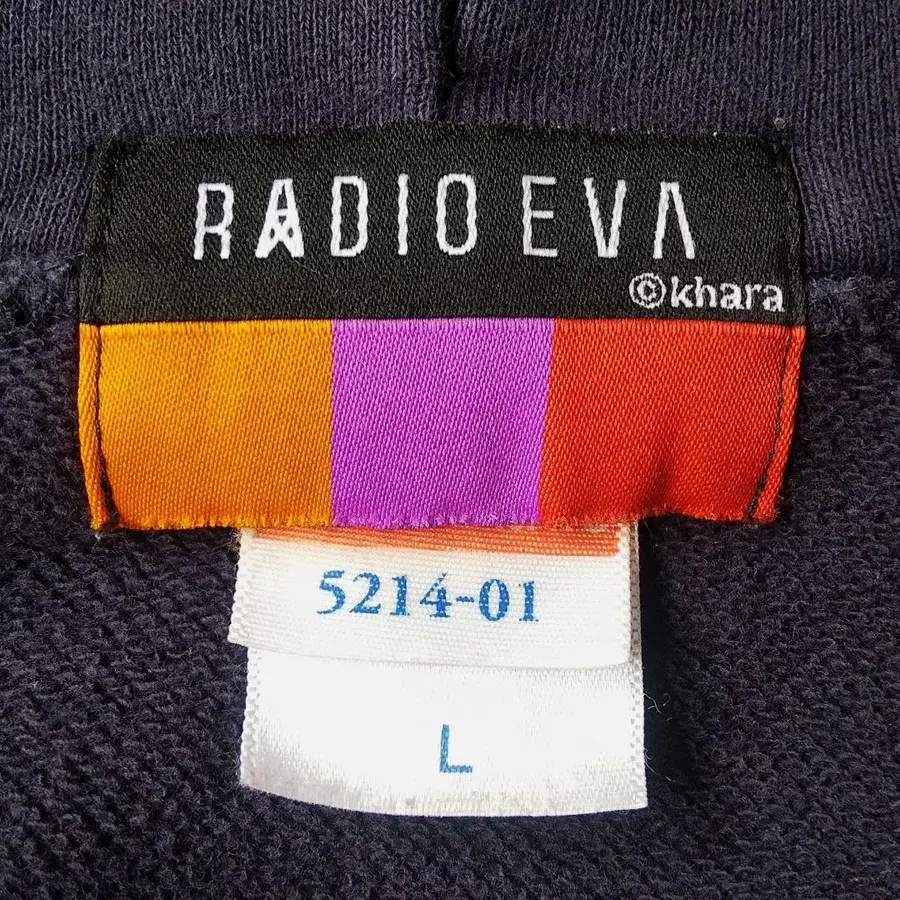 RADIO EVA
©khara
5214-01
L